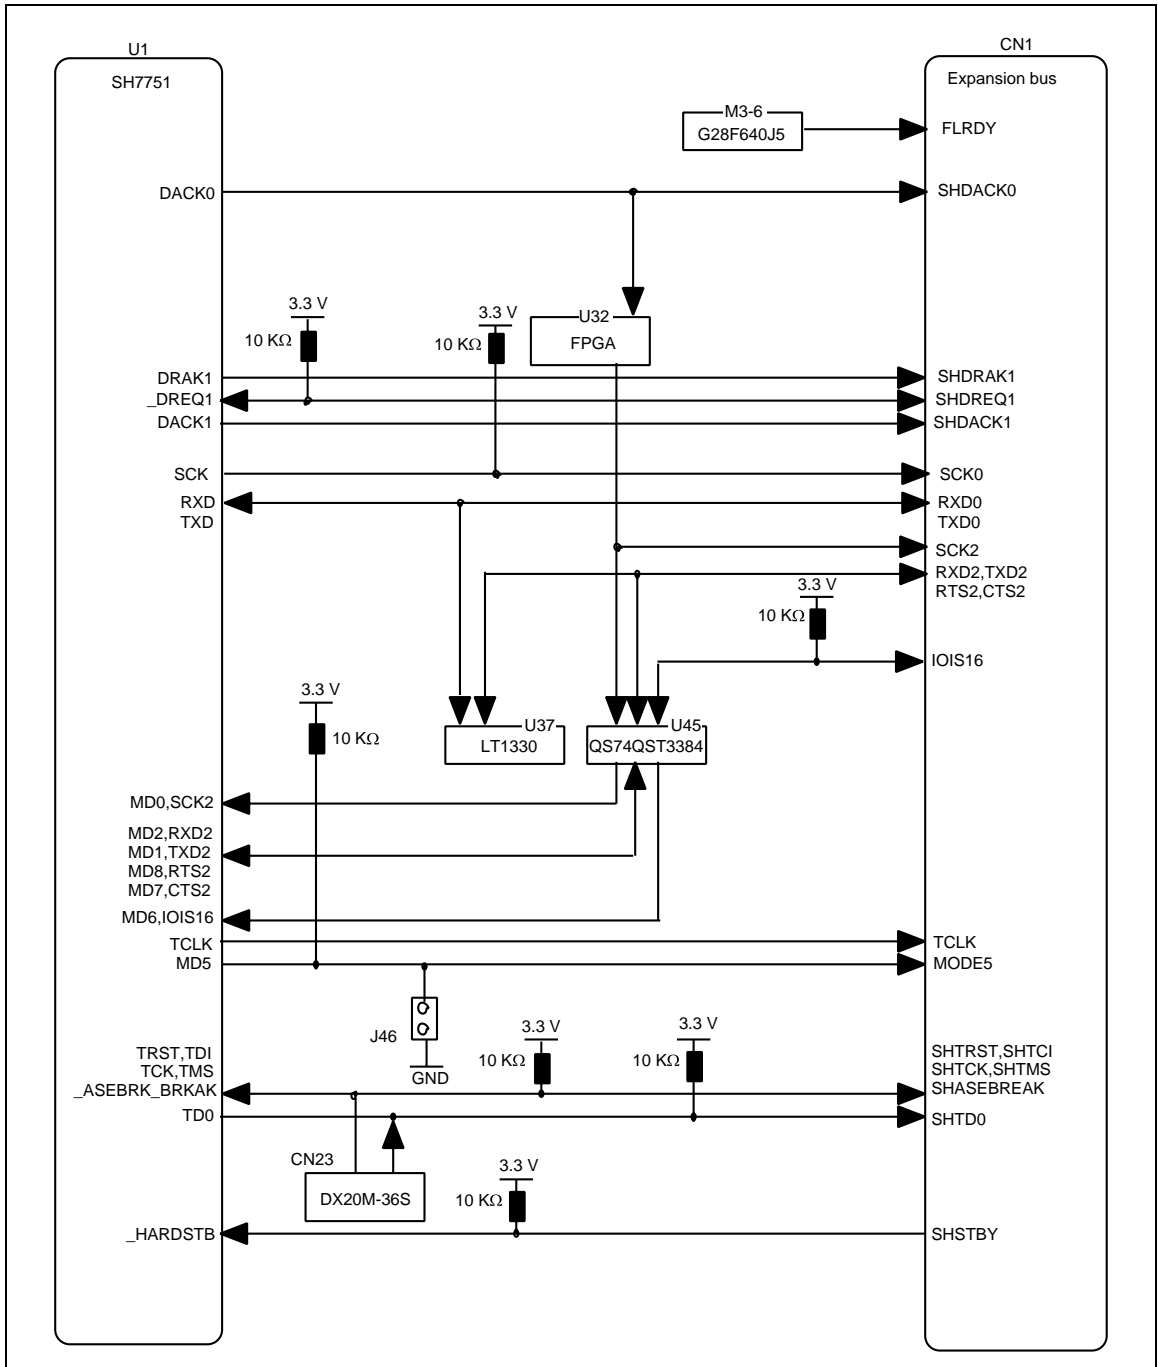 U1
CN1
SH7751
Expansion bus
M3-6
G28F640J5
FLRDY
DACK0
SHDACK0
3.3 V
10 KΩ
3.3 V
10 KΩ
U32
FPGA
DRAK1
SHDRAK1
_DREQ1
SHDREQ1
DACK1
SHDACK1
SCK
SCK0
RXD
RXD0
TXD
TXD0
SCK2
RXD2,TXD2
RTS2,CTS2
3.3 V
10 KΩ
IOIS16
3.3 V
10 KΩ
U37
LT1330
U45
QS74QST3384
MD0,SCK2
MD2,RXD2
MD1,TXD2
MD8,RTS2
MD7,CTS2
MD6,IOIS16
TCLK
TCLK
MD5
MODE5
J46
GND
3.3 V
10 KΩ
3.3 V
10 KΩ
TRST,TDI
TCK,TMS
_ASEBRK_BRKAK
SHTRST,SHTCI
SHTCK,SHTMS
SHASEBREAK
TD0
SHTD0
CN23
DX20M-36S
3.3 V
10 KΩ
_HARDSTB
SHSTBY